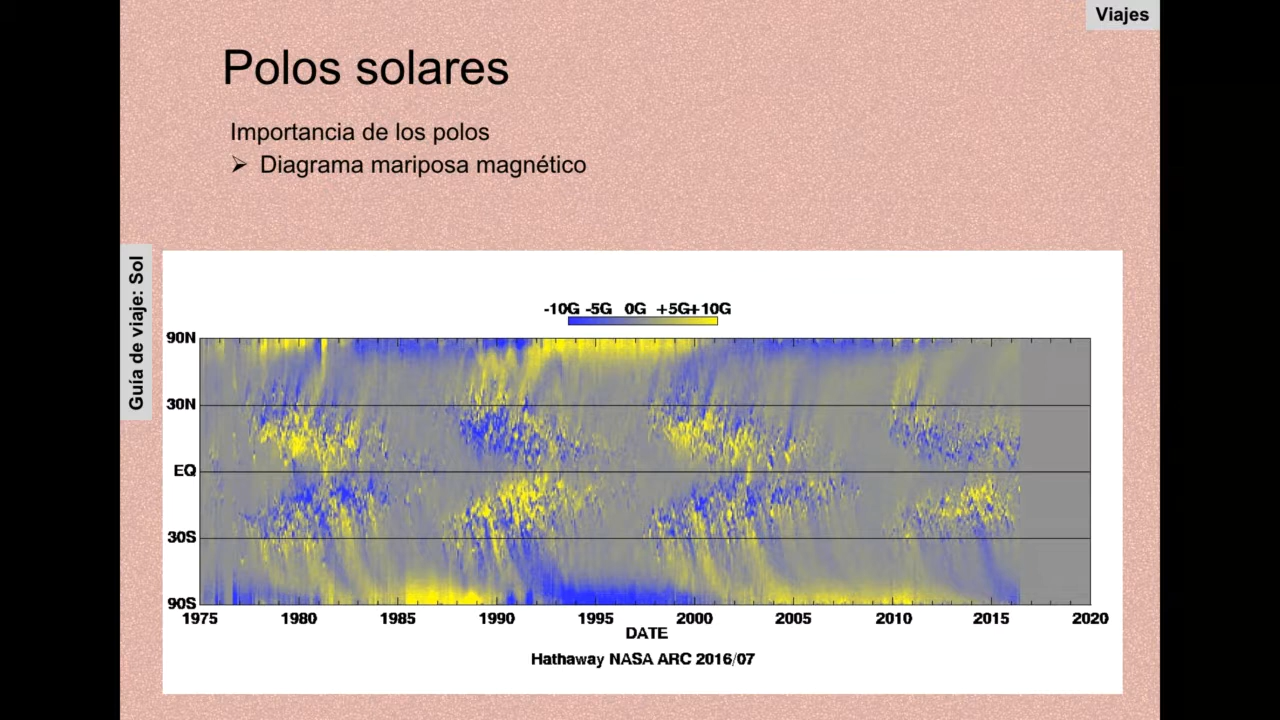 Viajes
Polos solares
Importancia de los polos
➢ Diagrama mariposa magnético
Guía de viaje: Sol
-10G -5G 0G +5G+10G
90N
30N
EQ
30S
90S
1975 1980 1985 1990 1995 2000 2005 2010 2015 2020
DATE
Hathaway NASA ARC 2016/07